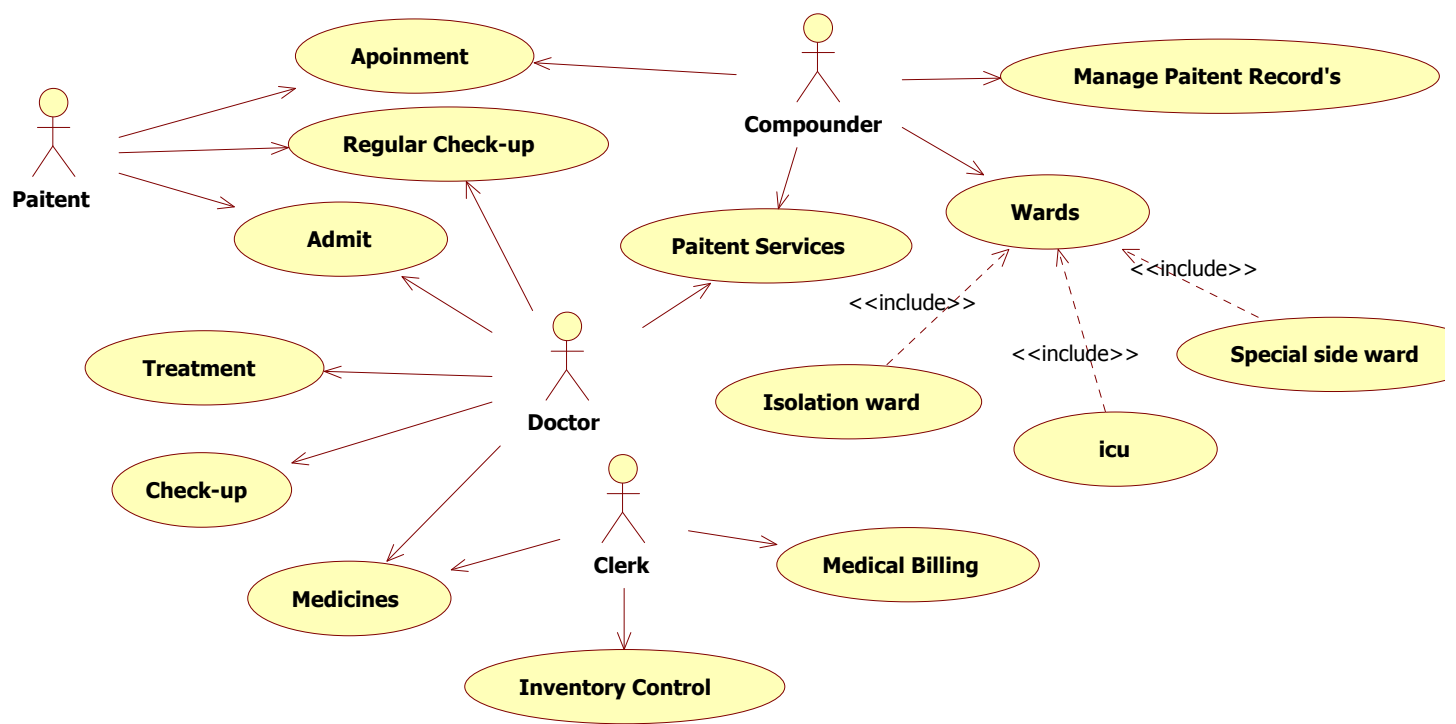 Apoinment
Manage Paitent Record's
Compounder
Regular Check-up
Paitent
Wards
Admit
Paitent Services
<<include>>
<<include>>
<<include>>
Treatment
Special side ward
Isolation ward
Doctor
icu
Check-up
Clerk
Medical Billing
Medicines
Inventory Control